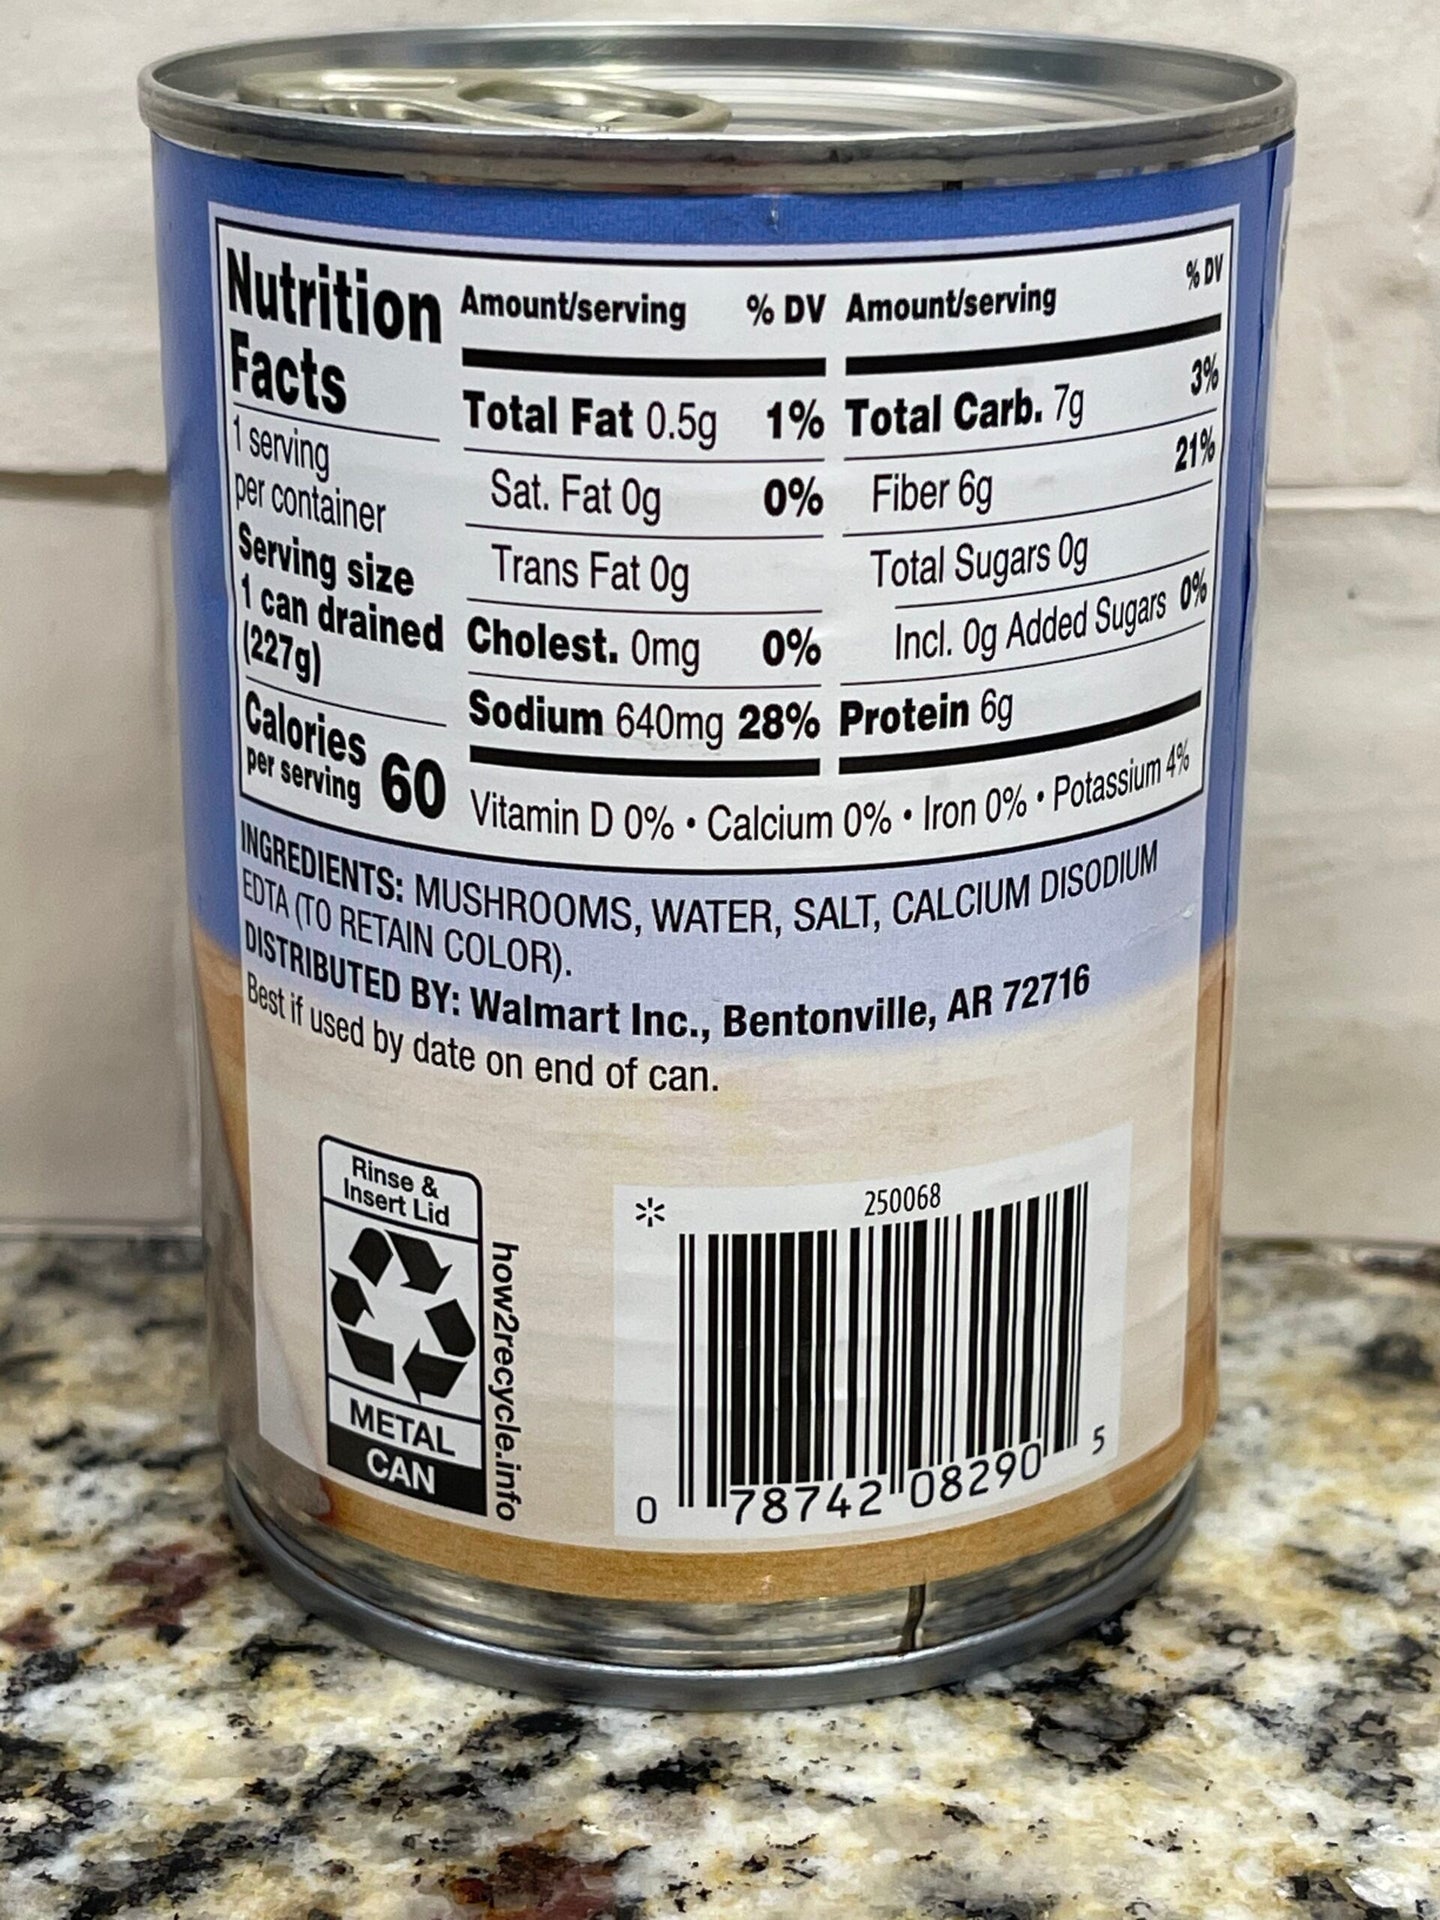 Nutrition
Facts
1 serving
per container
Serving size
1 can drained
(227g)
Calories
per serving 60
Amount/serving % DV
Total Fat 0.5g 1%
Sat. Fat 0g 0%
Trans Fat 0g
Cholest. 0mg 0%
Sodium 640mg 28%
Amount/serving % DV
Total Carb. 7g 3%
Fiber 6g 21%
Total Sugars 0g
Incl. 0g Added Sugars 0%
Protein 6g
Vitamin D 0% • Calcium 0% • Iron 0% • Potassium 4%
INGREDIENTS: MUSHROOMS, WATER, SALT, CALCIUM DISODIUM
EDTA (TO RETAIN COLOR).
DISTRIBUTED BY: Walmart Inc., Bentonville, AR 72716
Best if used by date on end of can.
Rinse &
Insert Lid
METAL
CAN
how2recycle.info
* 250068
0 78742 08290 5